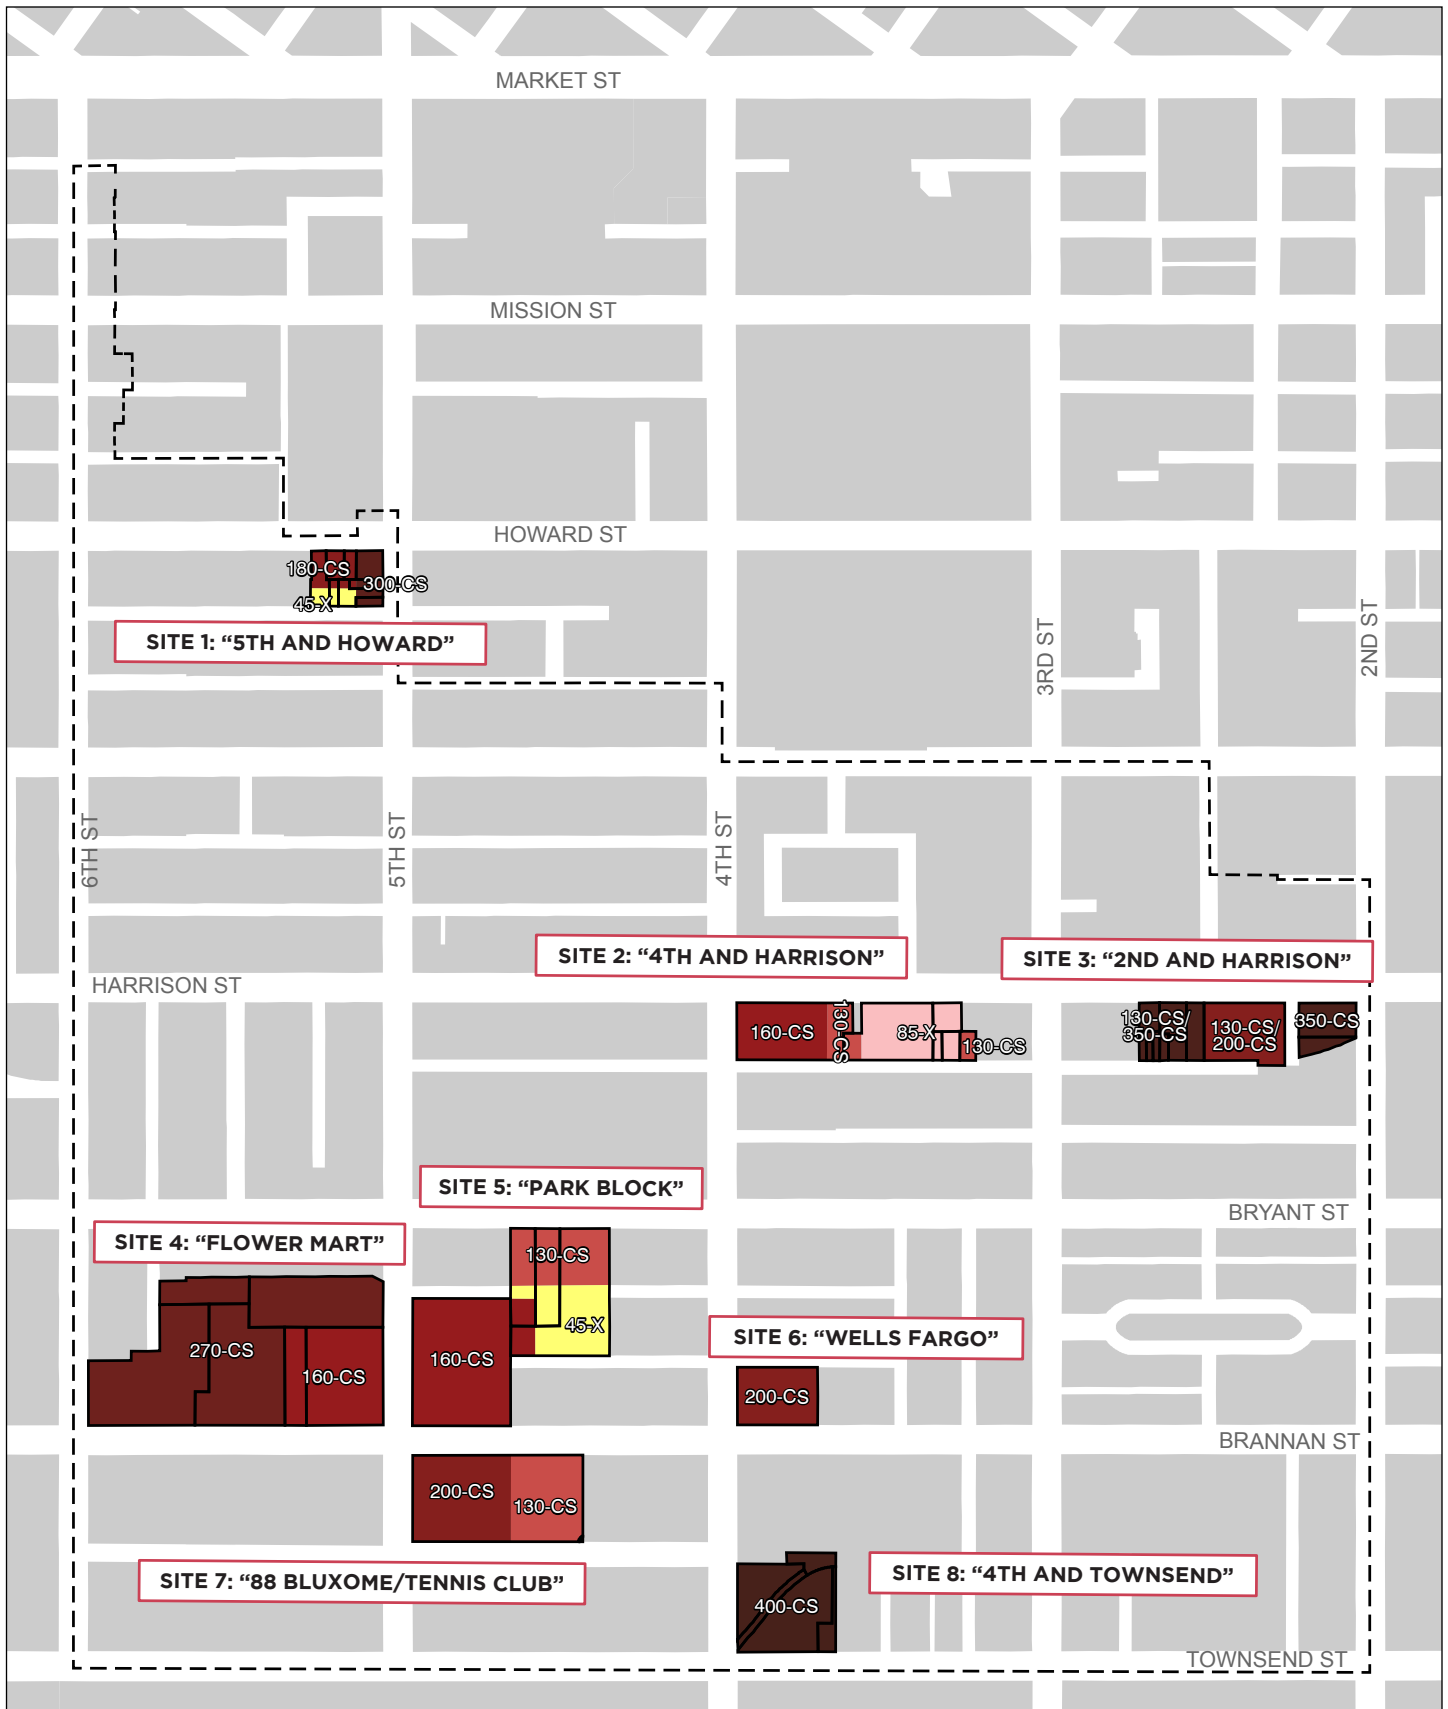 MARKET ST
MISSION ST
HOWARD ST
180-CS
300-CS
45-X
SITE 1: “5TH AND HOWARD”
3RD ST
2ND ST
6TH ST
5TH ST
4TH ST
SITE 2: “4TH AND HARRISON”
SITE 3: “2ND AND HARRISON”
HARRISON ST
160-CS
130-CS
85-X
130-CS
130-CS/
350-CS
130-CS/
200-CS
350-CS
SITE 5: “PARK BLOCK”
BRYANT ST
SITE 4: “FLOWER MART”
130-CS
45-X
SITE 6: “WELLS FARGO”
270-CS
160-CS
160-CS
200-CS
BRANNAN ST
200-CS
130-CS
SITE 7: “88 BLUXOME/TENNIS CLUB”
SITE 8: “4TH AND TOWNSEND”
400-CS
TOWNSEND ST